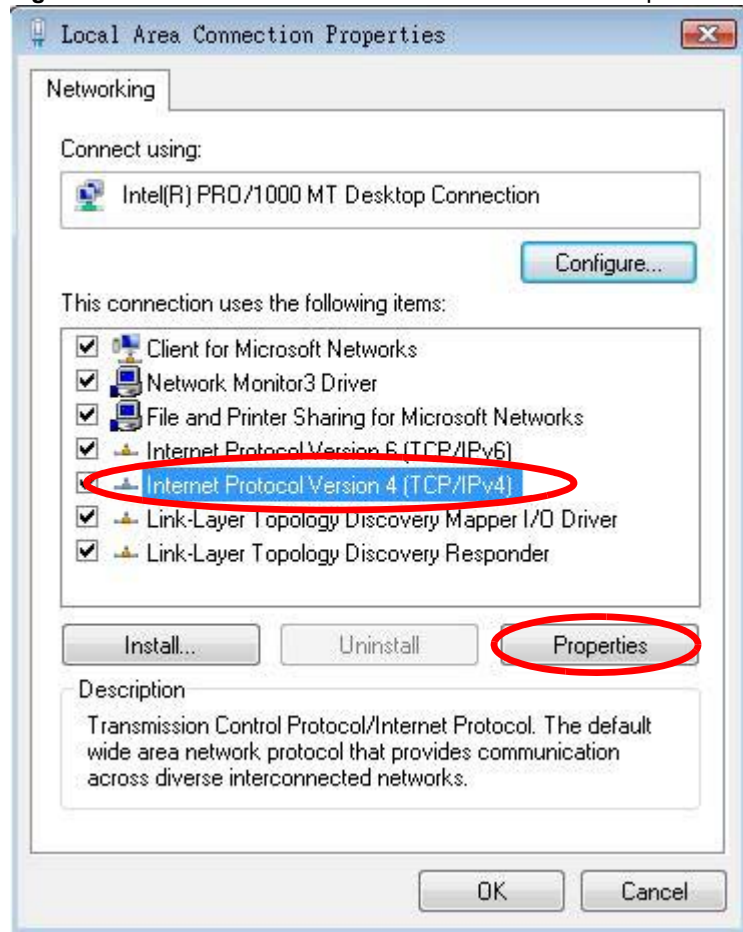 Local Area Connection Properties
Networking
Connect using:
Intel(R) PRO/1000 MT Desktop Connection
Configure...
This connection uses the following items:
Client for Microsoft Networks
Network Monitor3 Driver
File and Printer Sharing for Microsoft Networks
Internet Protocol Version 6 (TCP/IPv6)
Internet Protocol Version 4 (TCP/IPv4)
Link-Layer Topology Discovery Mapper I/O Driver
Link-Layer Topology Discovery Responder
Install...
Uninstall
Properties
Description
Transmission Control Protocol/Internet Protocol. The default
wide area network protocol that provides communication
across diverse interconnected networks.
OK
Cancel